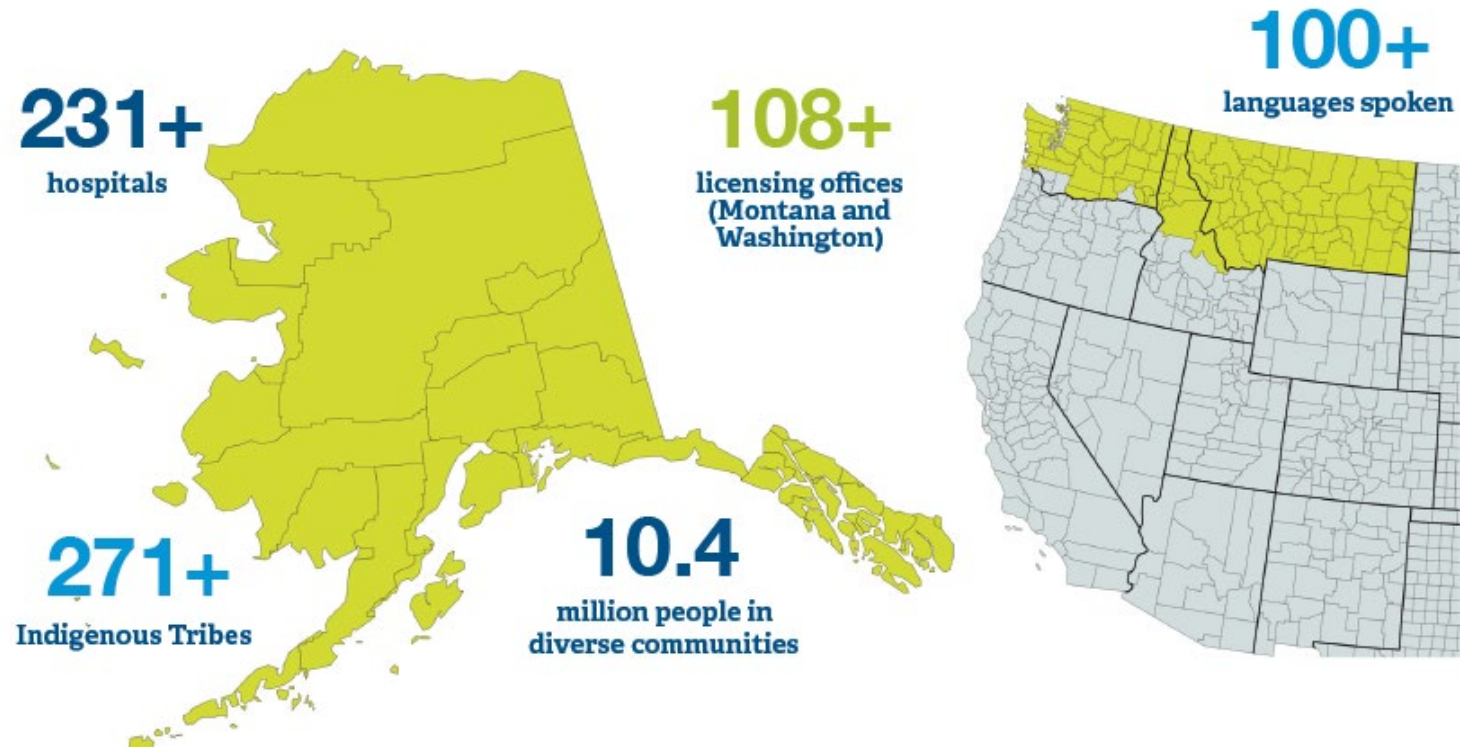 231+
hospitals
108+
licensing offices
(Montana and
Washington)
100+
languages spoken
271+
Indigenous Tribes
10.4
million people in
diverse communities